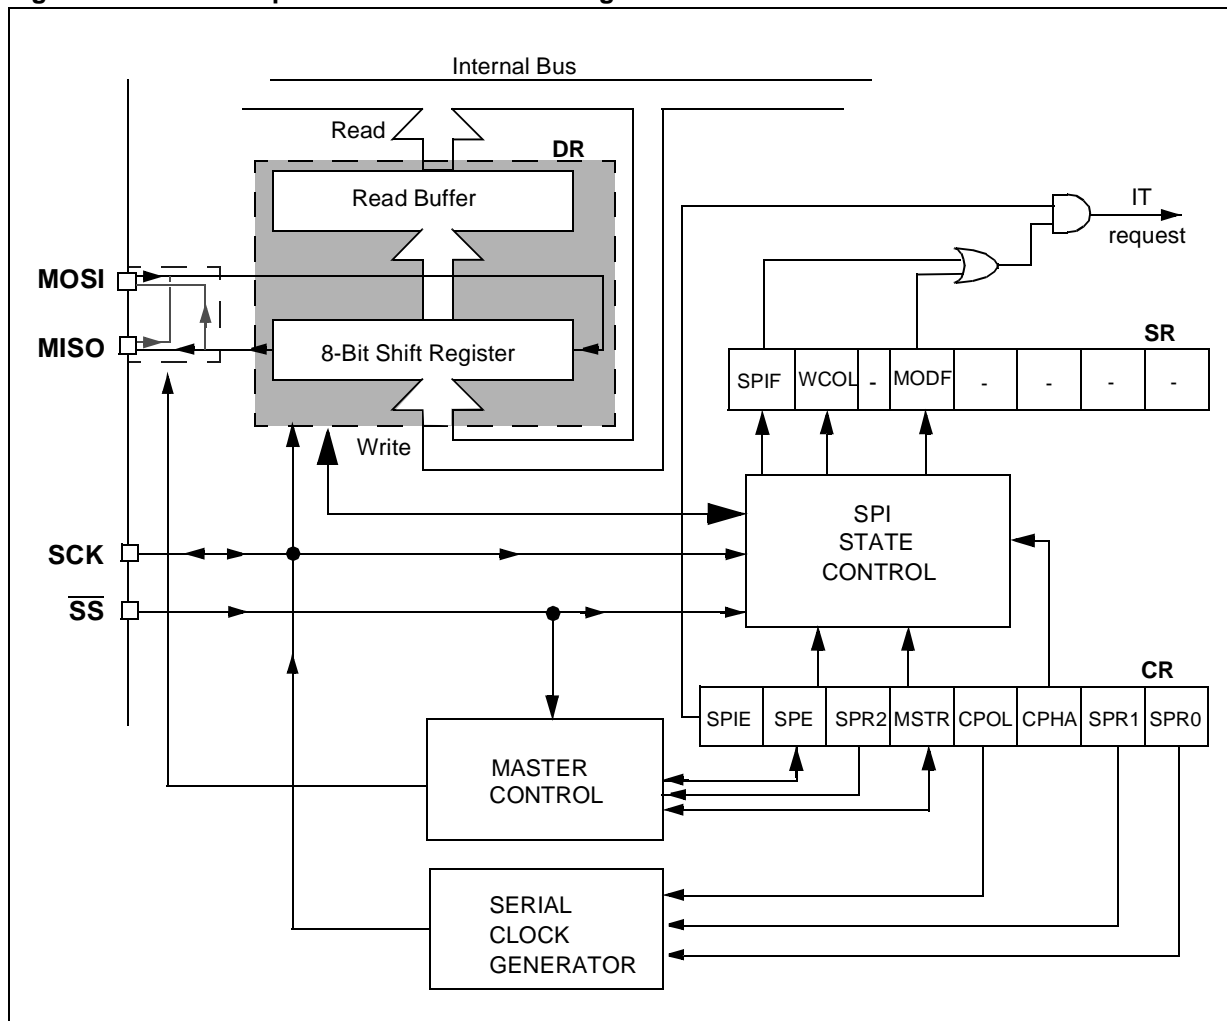 Internal Bus
Read
DR
Read Buffer
IT
request
MOSI
MISO
8-Bit Shift Register
SR
SPIF WCOL - MODF - - - -
Write
SPI
STATE
CONTROL
SCK
SS
CR
SPIE SPE SPR2 MSTR CPOL CPHA SPR1 SPR0
MASTER
CONTROL
SERIAL
CLOCK
GENERATOR